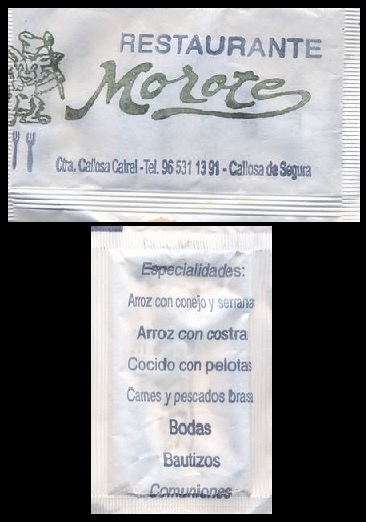 RESTAURANTE
Morote
Ctra. Callosa Catral -Tel. 96 531 13 91 - Callosa de Segura
Especialidades:
Arroz con conejo y serranas
Arroz con costra
Cocido con pelotas
Carnes y pescados brasa
Bodas
Bautizos
Comuniones